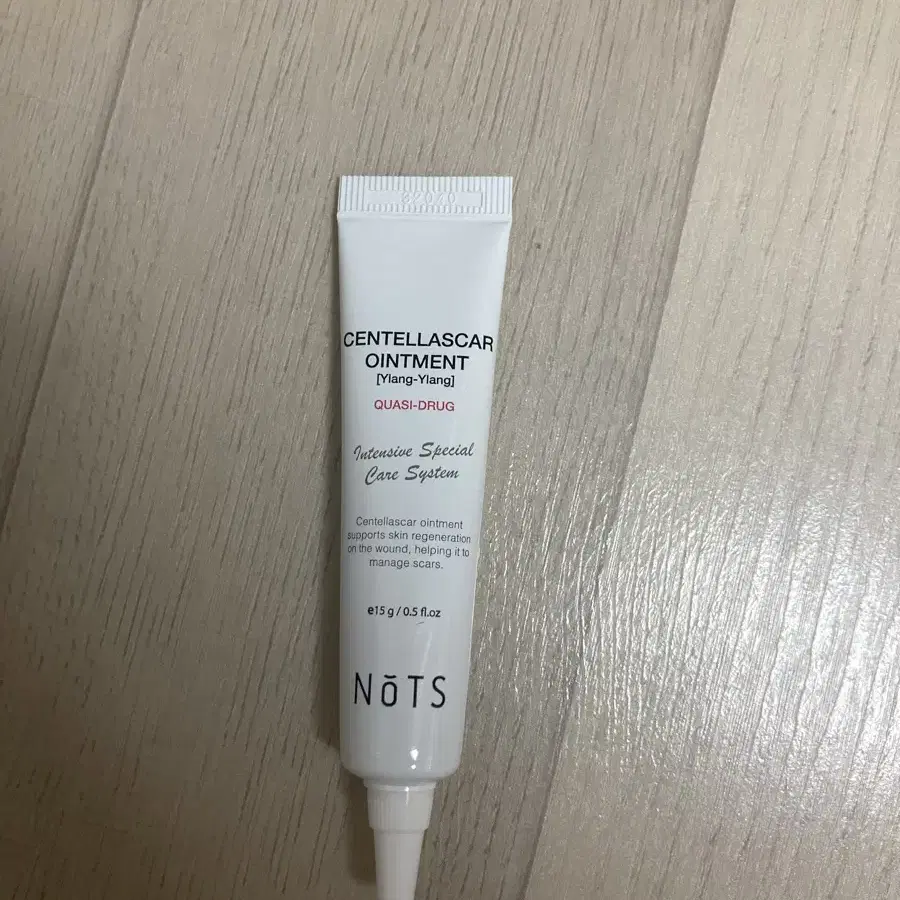 CENTELLASCAR
OINTMENT
[Ylang-Ylang]
QUASI-DRUG
Intensive Special
Care System
Centellascar ointment
supports skin regeneration
on the wound, helping it to
manage scars.
e15 g / 0.5 fl.oz
NōTS